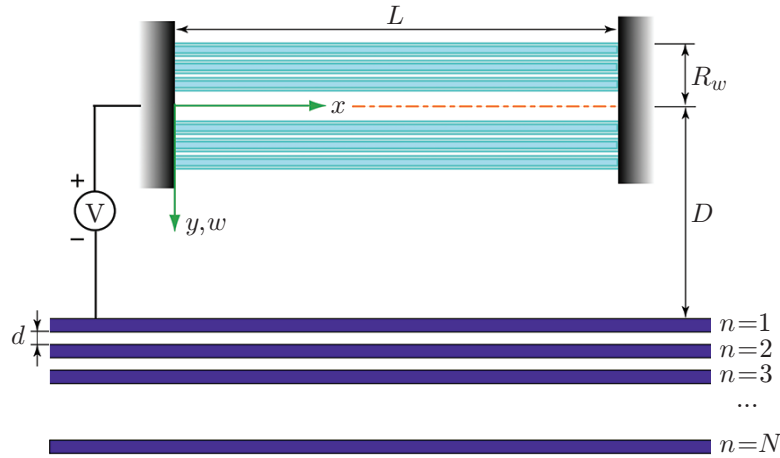 L
R_w
x
+
V
−
y,w
D
d
n=1
n=2
n=3
...
n=N